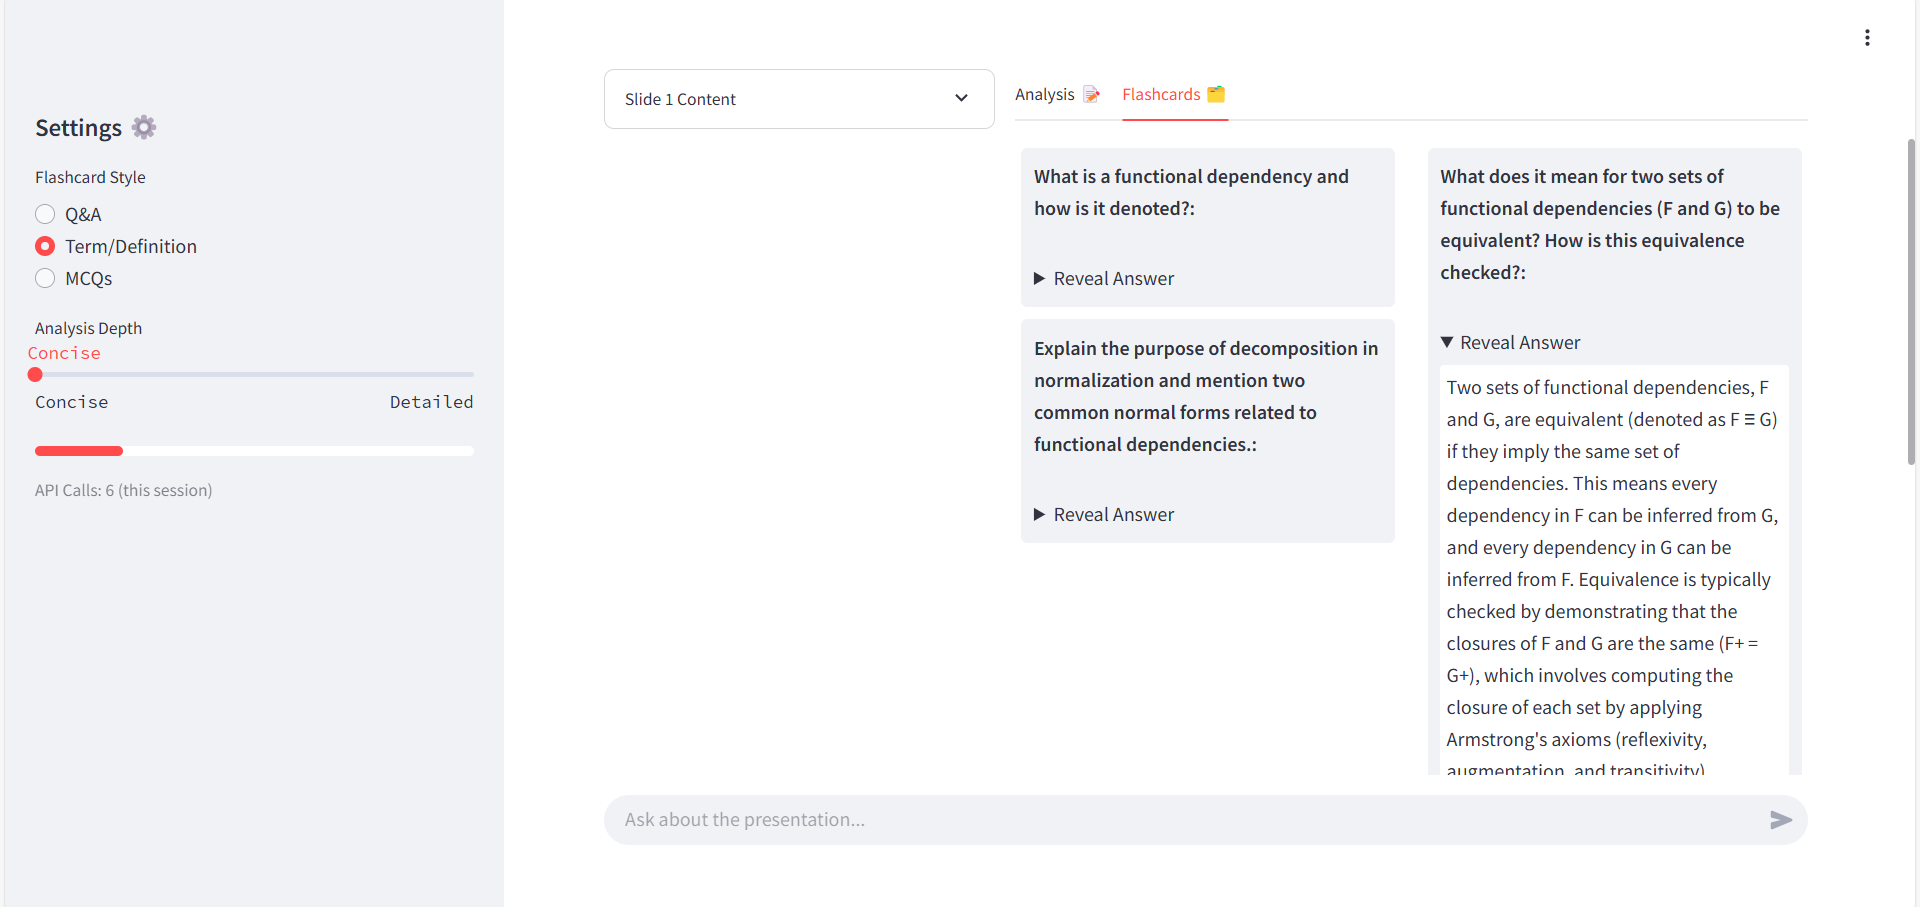 Settings
Flashcard Style
Q&A
Term/Definition
MCQs
Analysis Depth
Concise
Concise
Detailed
API Calls: 6 (this session)
Slide 1 Content
Analysis
Flashcards
What is a functional dependency and
how is it denoted?:
Reveal Answer
Explain the purpose of decomposition in
normalization and mention two
common normal forms related to
functional dependencies.:
Reveal Answer
What does it mean for two sets of
functional dependencies (F and G) to be
equivalent? How is this equivalence
checked?:
Reveal Answer
Two sets of functional dependencies, F
and G, are equivalent (denoted as F ≡ G)
if they imply the same set of
dependencies. This means every
dependency in F can be inferred from G,
and every dependency in G can be
inferred from F. Equivalence is typically
checked by demonstrating that the
closures of F and G are the same (F+ =
G+), which involves computing the
closure of each set by applying
Armstrong's axioms (reflexivity,
augmentation, and transitivity)
Ask about the presentation...